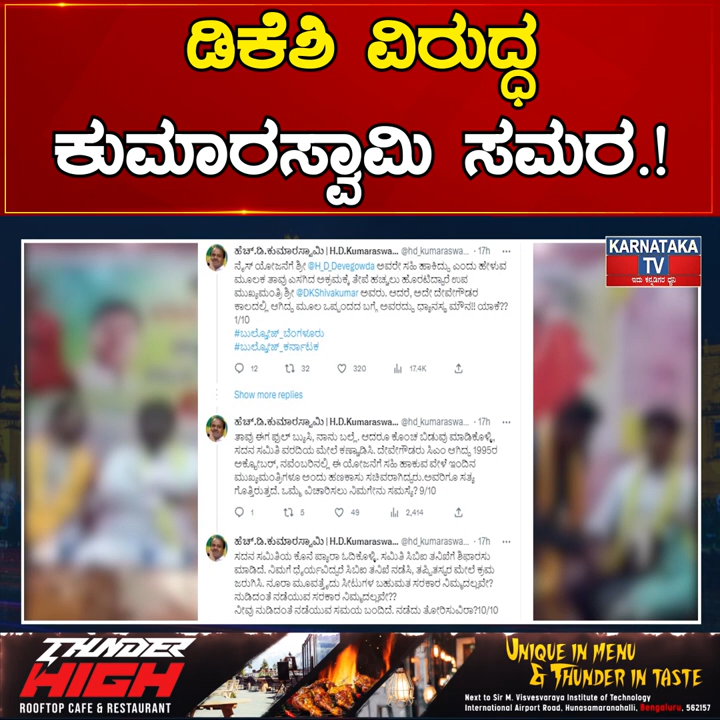 ಡಿಕೆಶಿ ವಿರುದ್ಧ
ಕುಮಾರಸ್ವಾಮಿ ಸಮರ.!
KARNATAKA
TV
ಇದು ಕನ್ನಡಿಗರ ಧ್ವನಿ
ಹೆಚ್.ಡಿ.ಕುಮಾರಸ್ವಾಮಿ | H.D.Kumaraswa... @hd_kumaraswa... · 17h
ನೈಸ್ ಯೋಜನೆಗೆ ಶ್ರೀ @H_D_Devegowda ಅವರೇ ಸಹಿ ಹಾಕಿದ್ದು ಎಂದು ಹೇಳುವ
ಮೂಲಕ ತಾವು ಎಸಗಿದ ಅಕ್ರಮಕ್ಕೆ ತೇಪೆ ಹಚ್ಚಲು ಹೊರಟಿದ್ದಾರೆ ಉಪ
ಮುಖ್ಯಮಂತ್ರಿ ಶ್ರೀ @DKShivakumar ಅವರು. ಆದರೆ, ಅದೇ ದೇವೇಗೌಡರ
ಕಾಲದಲ್ಲಿ ಆಗಿದ್ದ ಮೂಲ ಒಪ್ಪಂದದ ಬಗ್ಗೆ ಅವರದ್ದು ಧ್ಯಾನಸ್ಥ ಮೌನ!! ಯಾಕೆ??
1/10
#ಬುಲ್ಡೋಜ್_ಬೆಂಗಳೂರು
#ಬುಲ್ಡೋಜ್_ಕರ್ನಾಟಕ
12 32 320 17.4K
Show more replies
ಹೆಚ್.ಡಿ.ಕುಮಾರಸ್ವಾಮಿ | H.D.Kumaraswa... @hd_kumaraswa... · 17h
ತಾವು ಈಗ ಫುಲ್ ಬ್ಯುಸಿ, ನಾನು ಬಲ್ಲೆ. ಆದರೂ ಕೊಂಚ ಬಿಡುವು ಮಾಡಿಕೊಳ್ಳಿ,
ಸದನ ಸಮಿತಿ ವರದಿಯ ಮೇಲೆ ಕಣ್ಣಾಡಿಸಿ. ದೇವೇಗೌಡರು ಸಿಎಂ ಆಗಿದ್ದ 1995ರ
ಅಕ್ಟೋಬರ್, ನವೆಂಬರಿನಲ್ಲಿ ಈ ಯೋಜನೆಗೆ ಸಹಿ ಹಾಕುವ ವೇಳೆ ಇಂದಿನ
ಮುಖ್ಯಮಂತ್ರಿಗಳೂ ಅಂದು ಹಣಕಾಸು ಸಚಿವರಾಗಿದ್ದರು.ಅವರಿಗೂ ಸತ್ಯ
ಗೊತ್ತಿರುತ್ತದೆ. ಒಮ್ಮೆ ವಿಚಾರಿಸಲು ನಿಮಗೇನು ಸಮಸ್ಯೆ? 9/10
1 5 49 2,414
ಹೆಚ್.ಡಿ.ಕುಮಾರಸ್ವಾಮಿ | H.D.Kumaraswa... @hd_kumaraswa... · 17h
ಸದನ ಸಮಿತಿಯ ಕೊನೆ ಪ್ಯಾರಾ ಓದಿಕೊಳ್ಳಿ. ಸಮಿತಿ ಸಿಬಿಐ ತನಿಖೆಗೆ ಶಿಫಾರಸು
ಮಾಡಿದೆ. ನಿಮಗೆ ಧೈರ್ಯವಿದ್ದರೆ ಸಿಬಿಐ ತನಿಖೆ ನಡೆಸಿ, ತಪ್ಪಿತಸ್ಥರ ಮೇಲೆ ಕ್ರಮ
ಜರುಗಿಸಿ. ನೂರಾ ಮೂವತ್ತೈದು ಸೀಟುಗಳ ಬಹುಮತ ಸರಕಾರ ನಿಮ್ಮದಲ್ಲವೇ?
ನುಡಿದಂತೆ ನಡೆಯುವ ಸರಕಾರ ನಿಮ್ಮದಲ್ಲವೇ??
ನೀವು ನುಡಿದಂತೆ ನಡೆಯುವ ಸಮಯ ಬಂದಿದೆ. ನಡೆದು ತೋರಿಸುವಿರಾ?10/10
THUNDER
HIGH
ROOFTOP CAFE & RESTAURANT
UNIQUE IN MENU
& THUNDER IN TASTE
Next to Sir M. Visvesvaraya Institute of Technology
International Airport Road, Hunasamaranahalli, Bengaluru, 562157